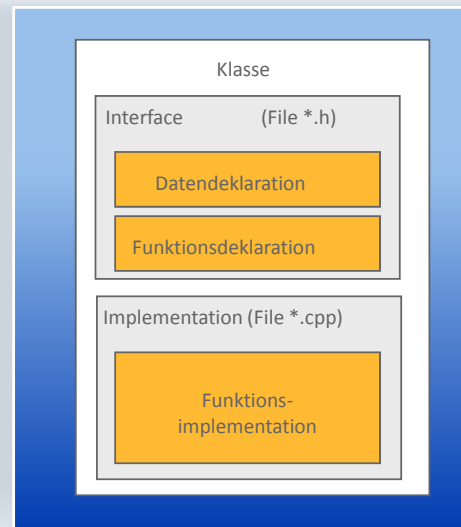 Klasse
Interface (File *.h)
Datendeklaration
Funktionsdeklaration
Implementation (File *.cpp)
Funktions-
implementation